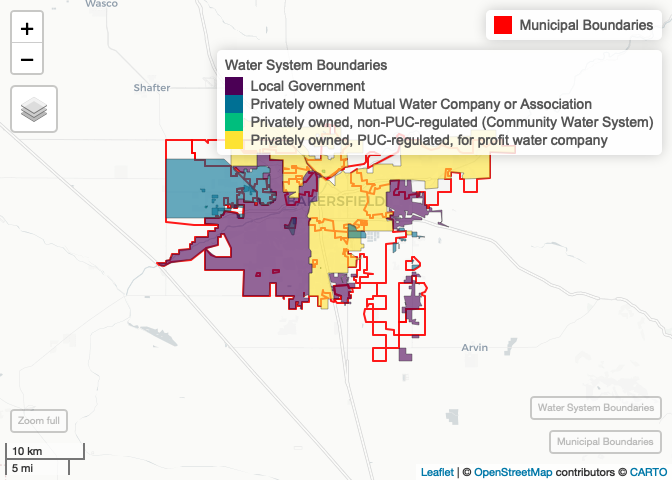 Wasco
+
−
Municipal Boundaries
Water System Boundaries
Local Government
Privately owned Mutual Water Company or Association
Privately owned, non-PUC-regulated (Community Water System)
Privately owned, PUC-regulated, for profit water company
Shafter
BAKERSFIELD
Arvin
Zoom full
Water System Boundaries
Municipal Boundaries
10 km
5 mi
Leaflet | © OpenStreetMap contributors © CARTO